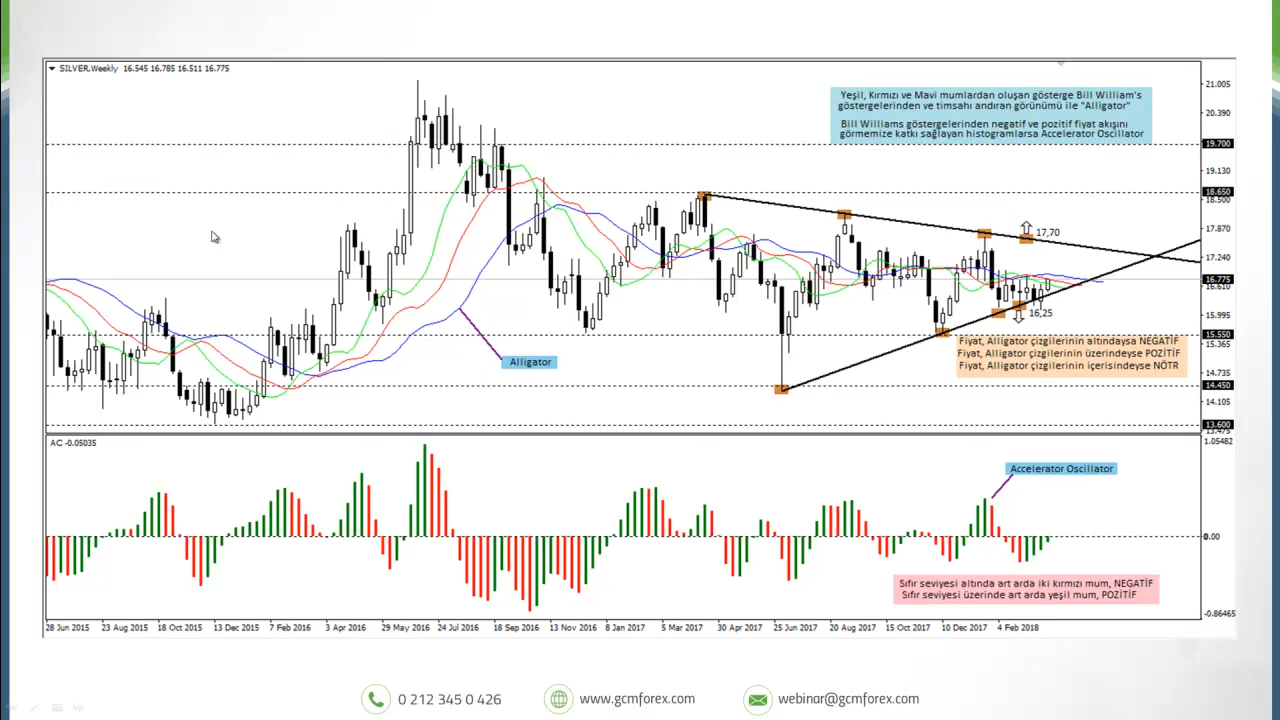 SILVER.Weekly 16.545 16.785 16.511 16.775
Yeşil, Kırmızı ve Mavi mumlardan oluşan gösterge Bill William's
göstergelerinden ve timsahı andıran görünümü ile "Alligator"
Bill Williams göstergelerinden negatif ve pozitif fiyat akışını
görmemize katkı sağlayan histogramlarsa Accelerator Oscillator
21.005
20.390
19.700
19.130
18.650
18.500
17.870
17.240
16.775
16.510
15.995
15.550
15.365
14.735
14.450
14.105
13.600
13.475
17,70
16,25
Alligator
Fiyat, Alligator çizgilerinin altındaysa NEGATİF
Fiyat, Alligator çizgilerinin üzerindeyse POZİTİF
Fiyat, Alligator çizgilerinin içerisindeyse NÖTR
AC -0.05035
1.05482
Accelerator Oscillator
0.00
Sıfır seviyesi altında art arda iki kırmızı mum, NEGATİF
Sıfır seviyesi üzerinde art arda yeşil mum, POZİTİF
-0.86465
28 Jun 2015 23 Aug 2015 18 Oct 2015 13 Dec 2015 7 Feb 2016 3 Apr 2016 29 May 2016 24 Jul 2016 18 Sep 2016 13 Nov 2016 8 Jan 2017 5 Mar 2017 30 Apr 2017 25 Jun 2017 20 Aug 2017 15 Oct 2017 10 Dec 2017 4 Feb 2018
0 212 345 0 426 www.gcmforex.com webinar@gcmforex.com